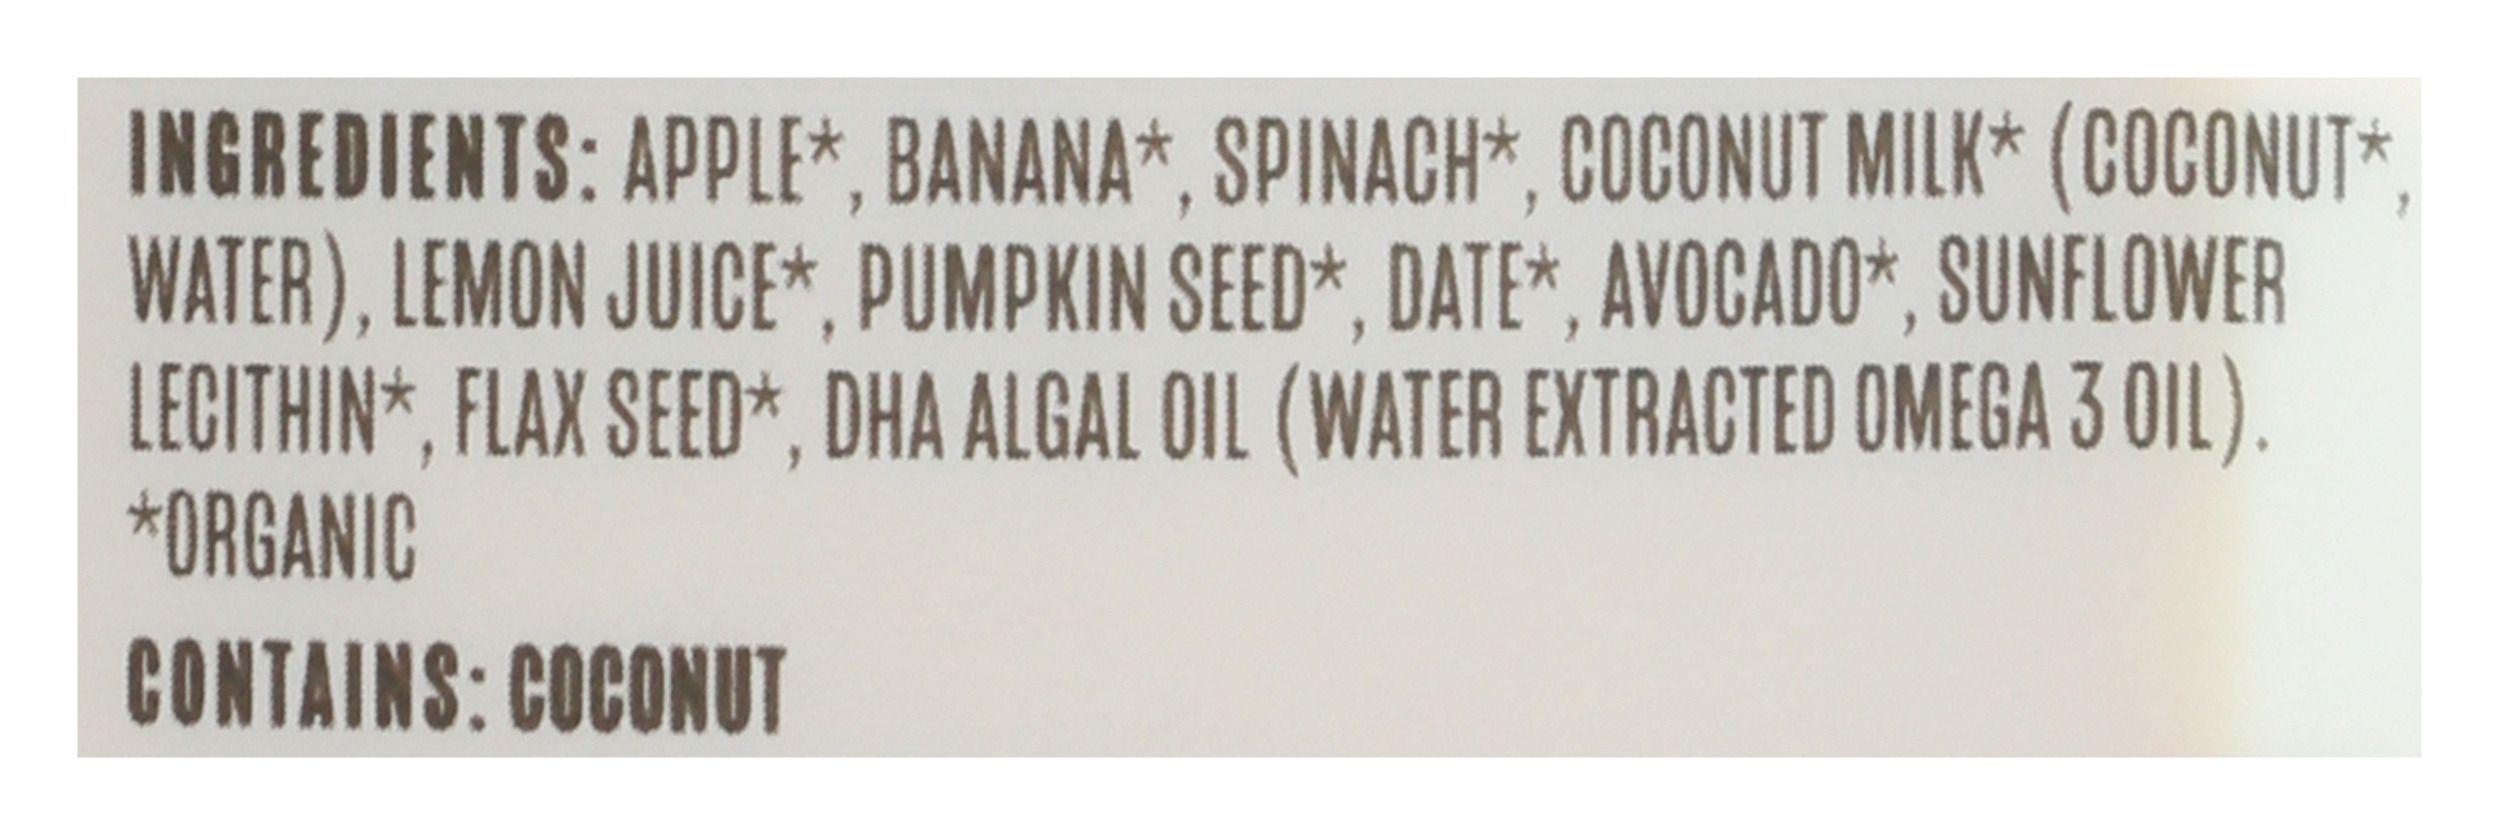 INGREDIENTS: APPLE*, BANANA*, SPINACH*, COCONUT MILK* (COCONUT*,
WATER), LEMON JUICE*, PUMPKIN SEED*, DATE*, AVOCADO*, SUNFLOWER
LECITHIN*, FLAX SEED*, DHA ALGAL OIL (WATER EXTRACTED OMEGA 3 OIL).
*ORGANIC
CONTAINS: COCONUT